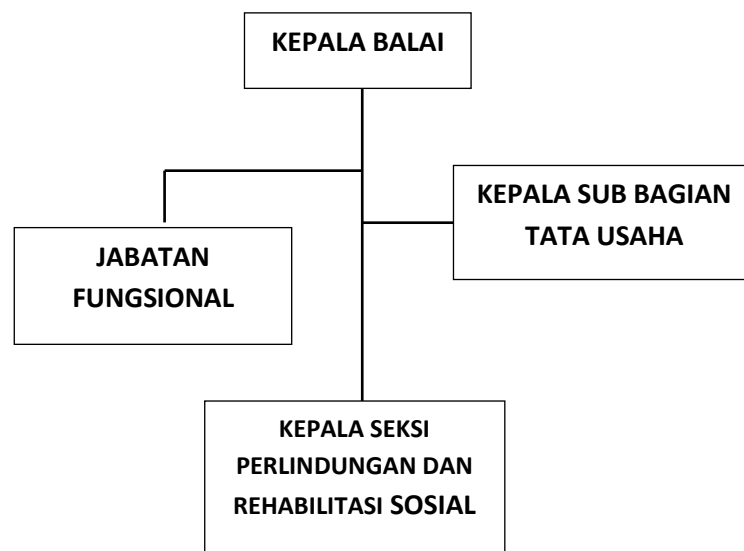 KEPALA BALAI
KEPALA SUB BAGIAN
TATA USAHA
JABATAN
FUNGSIONAL
KEPALA SEKSI
PERLINDUNGAN DAN
REHABILITASI SOSIAL